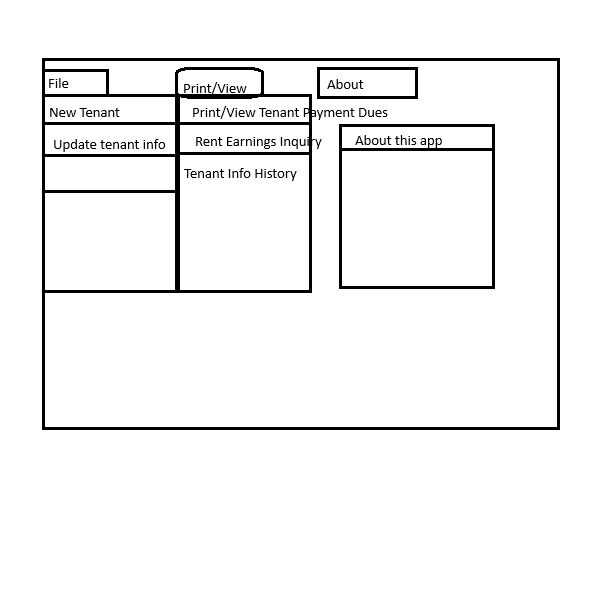 File
Print/View
About
New Tenant
Print/View Tenant Payment Dues
Update tenant info
Rent Earnings Inquiry
About this app
Tenant Info History